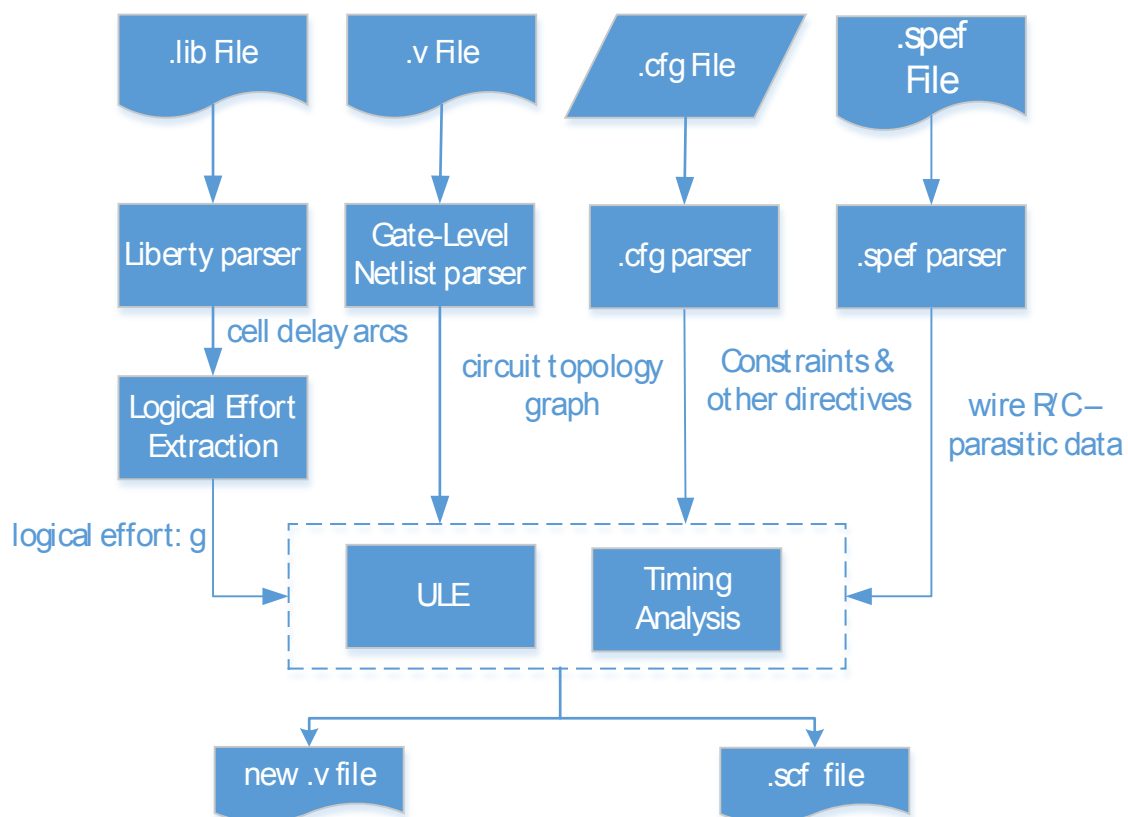 .lib File
.v File
.cfg File
.spef
File
Liberty parser
Gate-Level
Netlist parser
.cfg parser
.spef parser
cell delay arcs
circuit topology
graph
Constraints &
other directives
wire R/C–
parasitic data
Logical Effort
Extraction
logical effort: g
ULE
Timing
Analysis
new .v file
.scf file